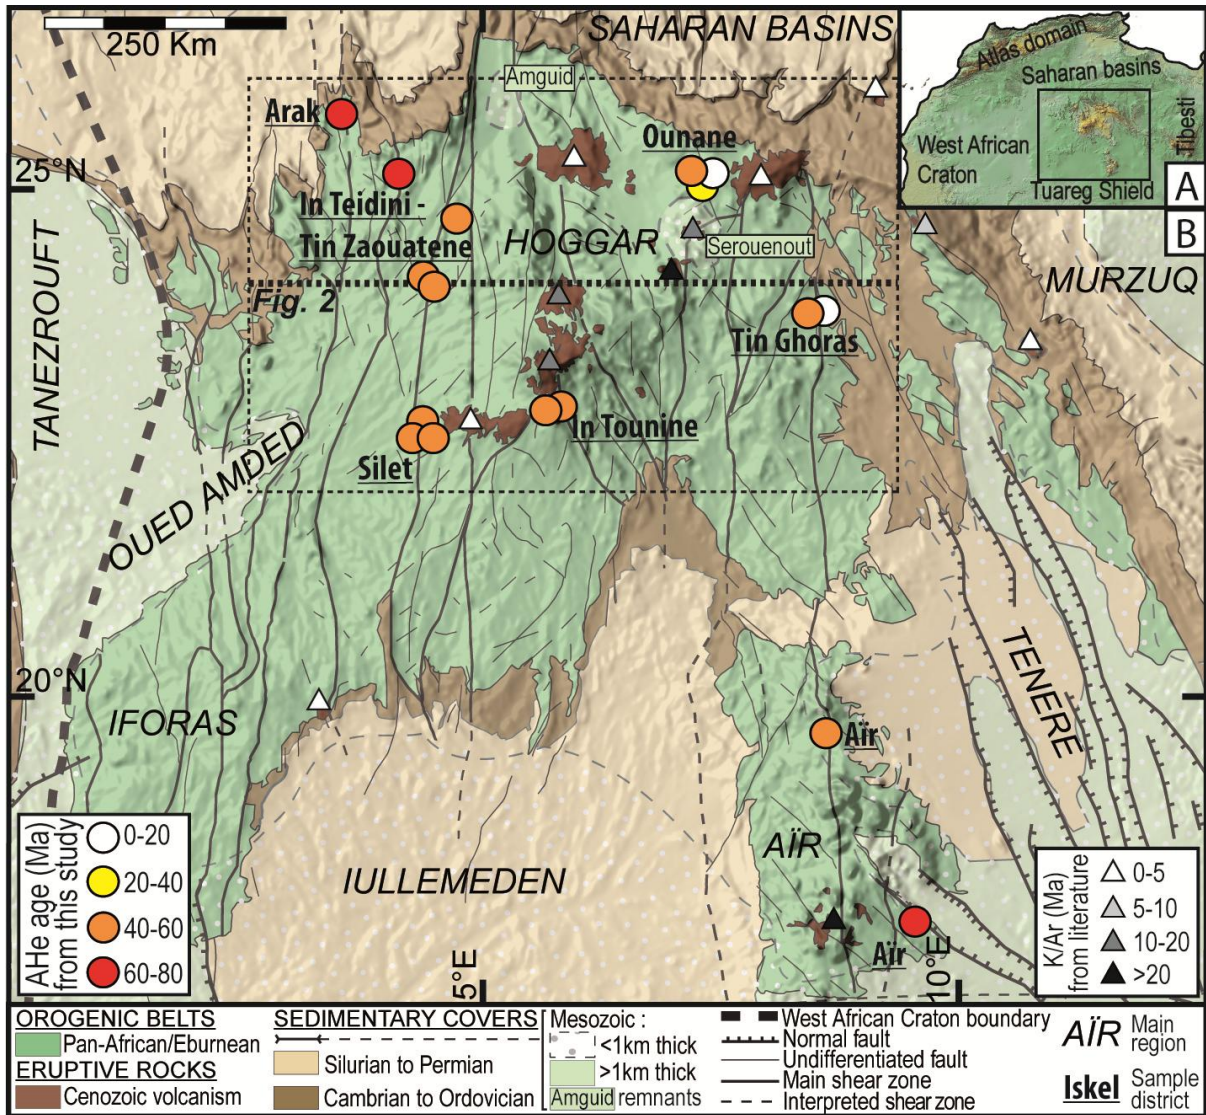 250 Km
SAHARAN BASINS
Amguid
Arak
Ounane
25°N
In Teidini -
Tin Zaouatene
HOGGAR
Serouenout
Fig. 2
Tin Ghoras
MURZUQ
TANEZROUFT
In Tounine
Silet
OUED AMDED
TENERE
20°N
IFORAS
Aïr
AÏR
IULLEMEDEN
Aïr
5°E
10°E
Atlas domain
Saharan basins
West African
Craton
Tibesti
Tuareg Shield
A
B
AHe age (Ma)
from this study
0-20
20-40
40-60
60-80
K/Ar (Ma)
from literature
0-5
5-10
10-20
>20
OROGENIC BELTS
Pan-African/Eburnean
ERUPTIVE ROCKS
Cenozoic volcanism
SEDIMENTARY COVERS
Silurian to Permian
Cambrian to Ordovician
Mesozoic :
<1km thick
>1km thick
Amguid remnants
West African Craton boundary
Normal fault
Undifferentiated fault
Main shear zone
Interpreted shear zone
AÏR Main
region
Iskel Sample
district